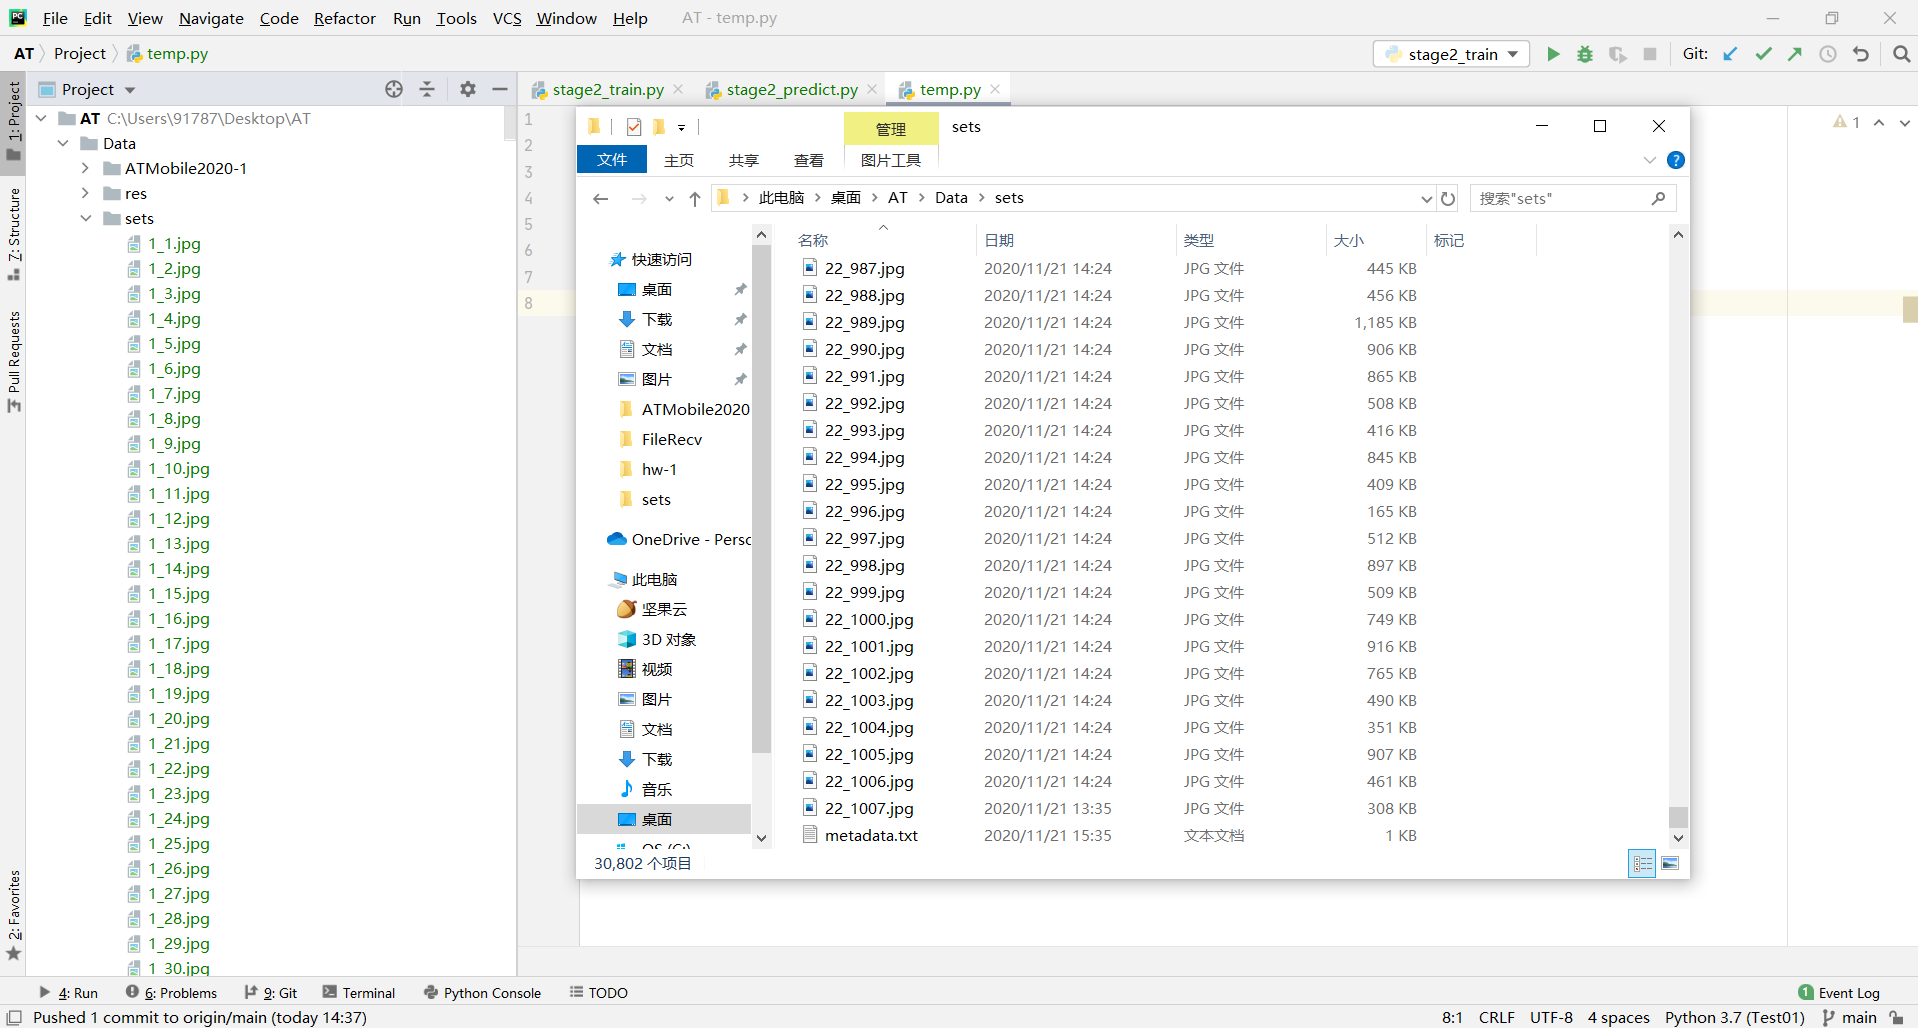 File Edit View Navigate Code Refactor Run Tools VCS Window Help AT - temp.py
AT Project temp.py
stage2_train
Git:
1: Project
7: Structure
Pull Requests
2: Favorites
Project
AT C:\Users\91787\Desktop\AT
Data
ATMobile2020-1
res
sets
1_1.jpg
1_2.jpg
1_3.jpg
1_4.jpg
1_5.jpg
1_6.jpg
1_7.jpg
1_8.jpg
1_9.jpg
1_10.jpg
1_11.jpg
1_12.jpg
1_13.jpg
1_14.jpg
1_15.jpg
1_16.jpg
1_17.jpg
1_18.jpg
1_19.jpg
1_20.jpg
1_21.jpg
1_22.jpg
1_23.jpg
1_24.jpg
1_25.jpg
1_26.jpg
1_27.jpg
1_28.jpg
1_29.jpg
1_30.jpg
stage2_train.py stage2_predict.py temp.py
1
2
3
4
5
6
7
8
1
管理 sets
文件 主页 共享 查看 图片工具
此电脑 桌面 AT Data sets
搜索"sets"
快速访问
桌面
下载
文档
图片
ATMobile2020
FileRecv
hw-1
sets
OneDrive - Persc
此电脑
坚果云
3D 对象
视频
图片
文档
下载
音乐
桌面
OS (C:)
名称 日期 类型 大小 标记
22_987.jpg 2020/11/21 14:24 JPG 文件 445 KB
22_988.jpg 2020/11/21 14:24 JPG 文件 456 KB
22_989.jpg 2020/11/21 14:24 JPG 文件 1,185 KB
22_990.jpg 2020/11/21 14:24 JPG 文件 906 KB
22_991.jpg 2020/11/21 14:24 JPG 文件 865 KB
22_992.jpg 2020/11/21 14:24 JPG 文件 508 KB
22_993.jpg 2020/11/21 14:24 JPG 文件 416 KB
22_994.jpg 2020/11/21 14:24 JPG 文件 845 KB
22_995.jpg 2020/11/21 14:24 JPG 文件 409 KB
22_996.jpg 2020/11/21 14:24 JPG 文件 165 KB
22_997.jpg 2020/11/21 14:24 JPG 文件 512 KB
22_998.jpg 2020/11/21 14:24 JPG 文件 897 KB
22_999.jpg 2020/11/21 14:24 JPG 文件 509 KB
22_1000.jpg 2020/11/21 14:24 JPG 文件 749 KB
22_1001.jpg 2020/11/21 14:24 JPG 文件 916 KB
22_1002.jpg 2020/11/21 14:24 JPG 文件 765 KB
22_1003.jpg 2020/11/21 14:24 JPG 文件 490 KB
22_1004.jpg 2020/11/21 14:24 JPG 文件 351 KB
22_1005.jpg 2020/11/21 14:24 JPG 文件 907 KB
22_1006.jpg 2020/11/21 14:24 JPG 文件 461 KB
22_1007.jpg 2020/11/21 13:35 JPG 文件 308 KB
metadata.txt 2020/11/21 15:35 文本文档 1 KB
30,802 个项目
4: Run 6: Problems 9: Git Terminal Python Console TODO 1 Event Log
Pushed 1 commit to origin/main (today 14:37) 8:1 CRLF UTF-8 4 spaces Python 3.7 (Test01) main